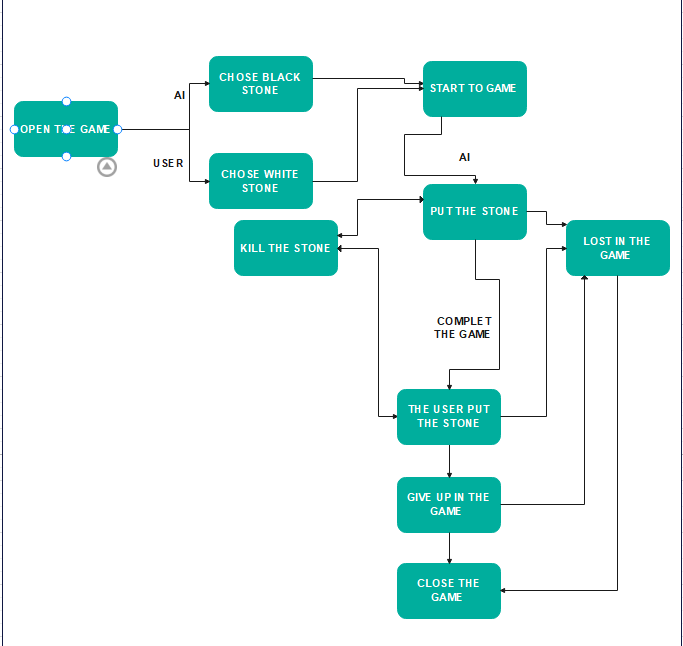 CHOSE BLACK
STONE
AI
START TO GAME
OPEN THE GAME
USER
AI
CHOSE WHITE
STONE
PUT THE STONE
KILL THE STONE
LOST IN THE
GAME
COMPLET
THE GAME
THE USER PUT
THE STONE
GIVE UP IN THE
GAME
CLOSE THE
GAME